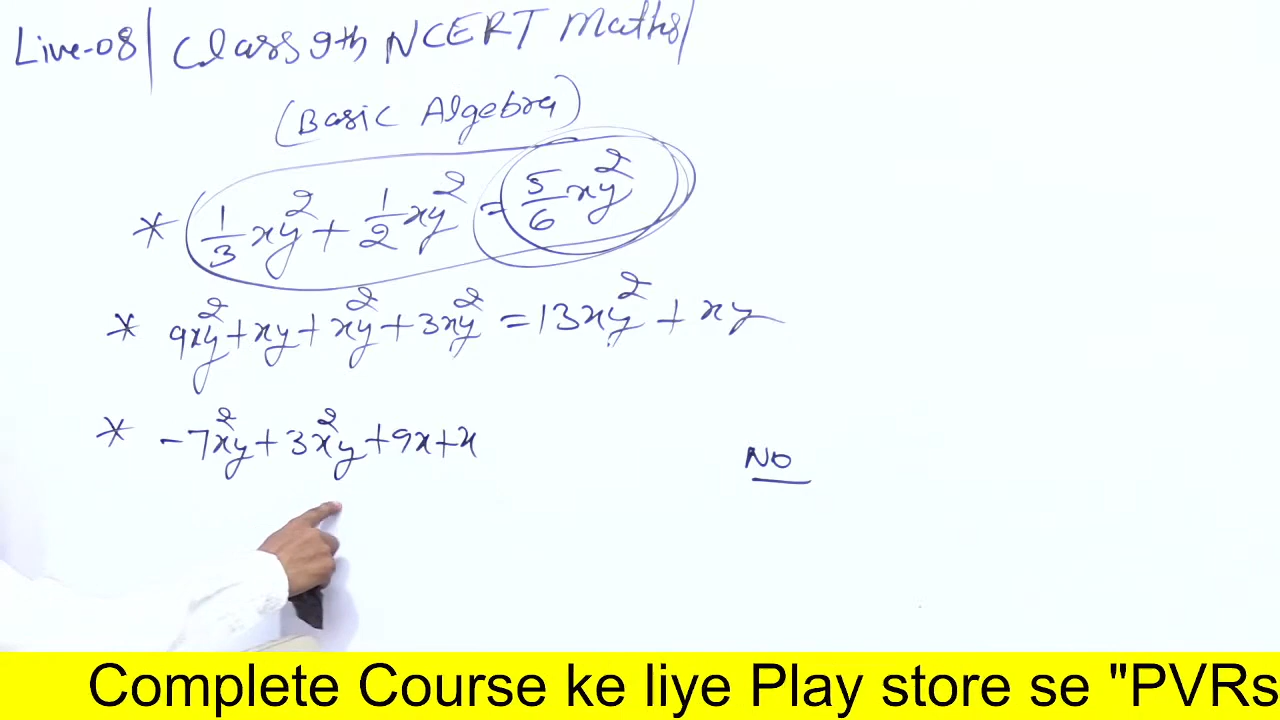 Live-08| Class 9th NCERT Maths|
(Basic Algebra)
* 1/3 xy² + 1/2 xy² = 5/6 xy²
* 9xy² + xy + xy² + 3xy² = 13xy² + xy
* -7x²y + 3x²y + 9x + x
NO
Complete Course ke liye Play store se "PVRs